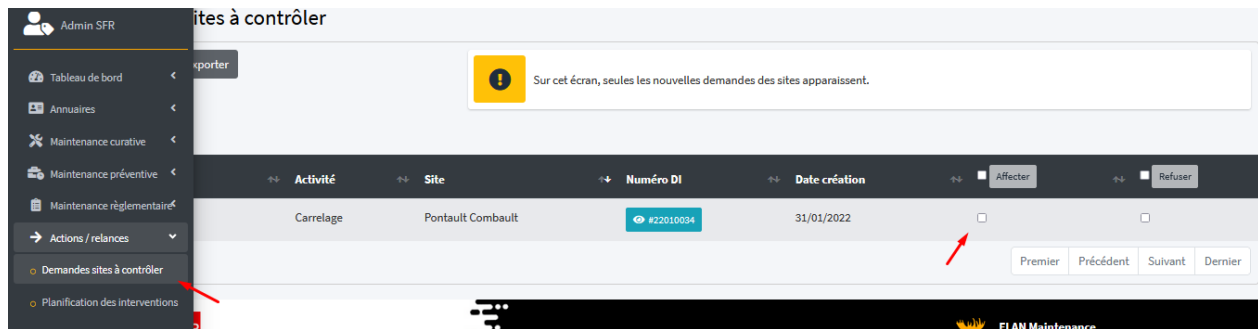 Admin SFR
ites à contrôler
Tableau de bord
xporter
Sur cet écran, seules les nouvelles demandes des sites apparaissent.
Annuaires
Maintenance curative
Maintenance préventive
Maintenance règlementaire
Actions / relances
Demandes sites à contrôler
Planification des interventions
Activité Site Numéro DI Date création Affecter Refuser
Carrelage Pontault Combault #22010034 31/01/2022
Premier Précédent Suivant Dernier
ELAN Maintenance